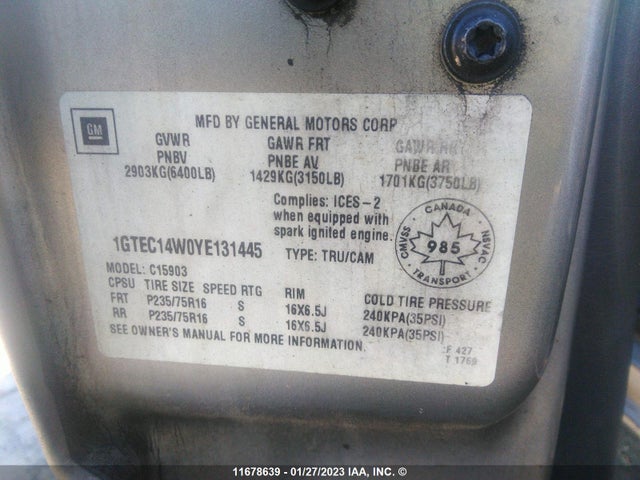 GM
MFD BY GENERAL MOTORS CORP
GVWR GAWR FRT GAWR RR
PNBV PNBE AV PNBE AR
2903KG(6400LB) 1429KG(3150LB) 1701KG(3750LB)
Complies: ICES-2
when equipped with
spark ignited engine.
1GTEC14W0YE131445 TYPE: TRU/CAM
CANADA
CMVSS 985 NSVAC
TRANSPORT
MODEL: C15903
CPSU TIRE SIZE SPEED RTG RIM COLD TIRE PRESSURE
FRT P235/75R16 S 16X6.5J 240KPA(35PSI)
RR P235/75R16 S 16X6.5J 240KPA(35PSI)
SEE OWNER'S MANUAL FOR MORE INFORMATION.
F 427
T 1769
11678639 - 01/27/2023 IAA, INC. ©